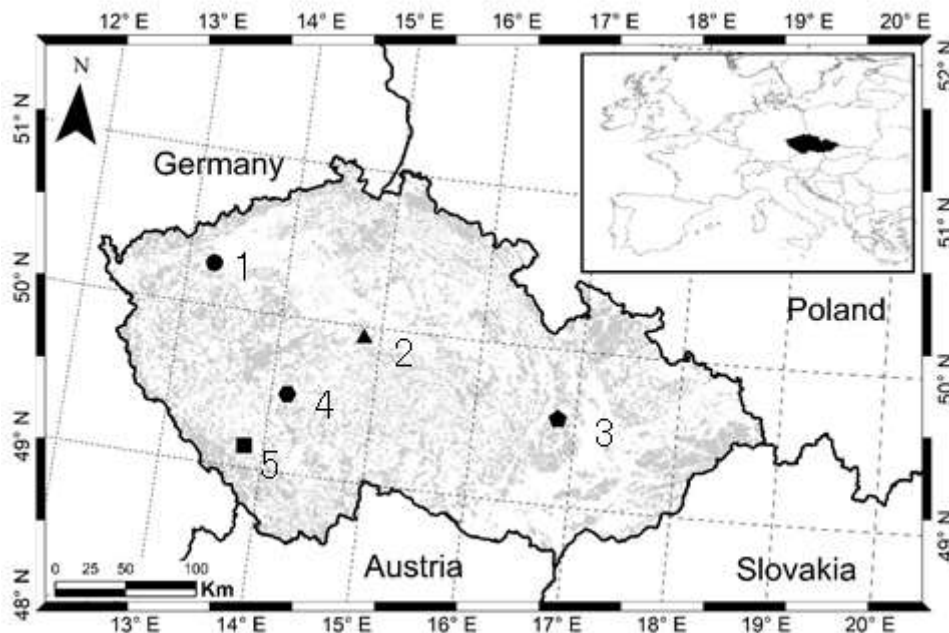 12° E 13° E 14° E 15° E 16° E 17° E 18° E 19° E 20° E
N
52° N
51° N
Germany
51° N
1
50° N
Poland
2
50° N
4
3
49° N
5
49° N
Austria
Slovakia
0 25 50 100
Km
48° N
13° E 14° E 15° E 16° E 17° E 18° E 19° E 20° E